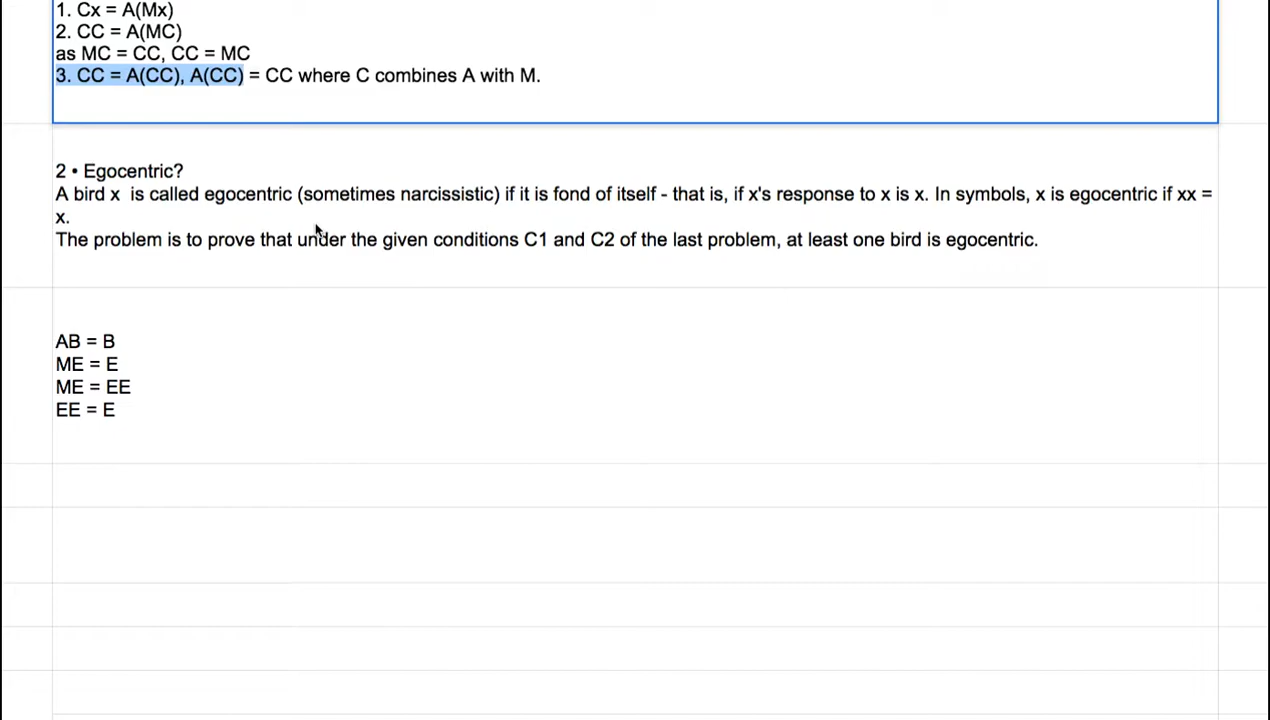 1. Cx = A(Mx)
2. CC = A(MC)
as MC = CC, CC = MC
3. CC = A(CC), A(CC) = CC where C combines A with M.
2 • Egocentric?
A bird x  is called egocentric (sometimes narcissistic) if it is fond of itself - that is, if x's response to x is x. In symbols, x is egocentric if xx =
x.
The problem is to prove that under the given conditions C1 and C2 of the last problem, at least one bird is egocentric.
AB = B
ME = E
ME = EE
EE = E